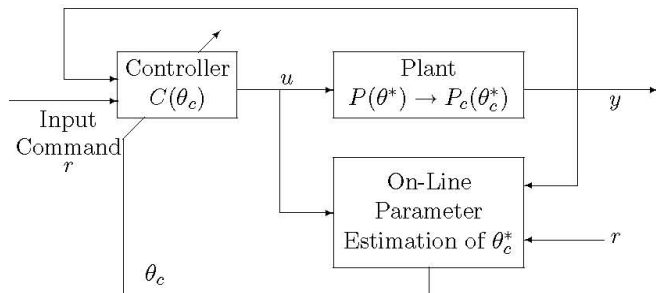 Controller
C(θc)
u
Plant
P(θ*) → Pc(θc*)
y
Input
Command
r
On-Line
Parameter
Estimation of θc*
r
θc